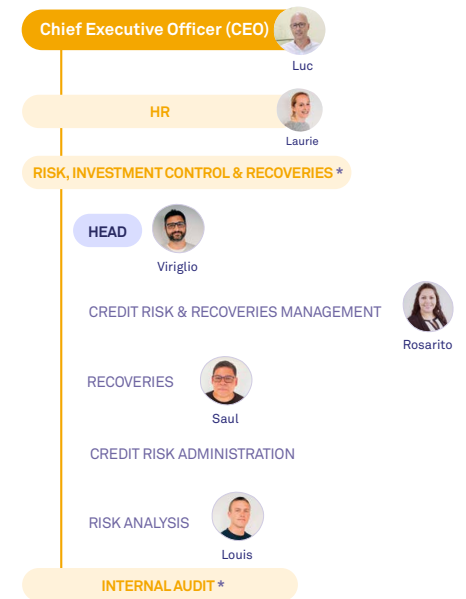 Chief Executive Officer (CEO)
Luc
HR
Laurie
RISK, INVESTMENT CONTROL & RECOVERIES *
HEAD
Viriglio
CREDIT RISK & RECOVERIES MANAGEMENT
Rosarito
RECOVERIES
Saul
CREDIT RISK ADMINISTRATION
RISK ANALYSIS
Louis
INTERNAL AUDIT *